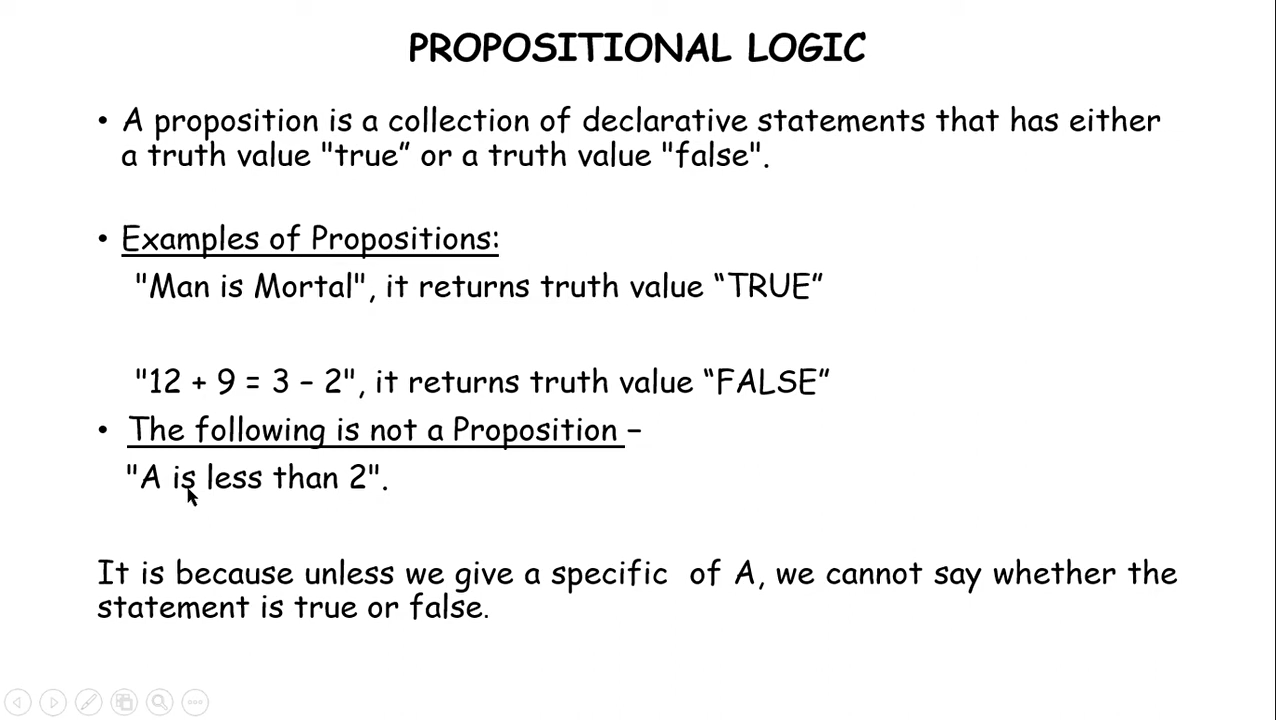 PROPOSITIONAL LOGIC
• A proposition is a collection of declarative statements that has either
a truth value "true” or a truth value "false".
• Examples of Propositions:
"Man is Mortal", it returns truth value “TRUE”
"12 + 9 = 3 – 2", it returns truth value “FALSE”
• The following is not a Proposition –
"A is less than 2".
It is because unless we give a specific  of A, we cannot say whether the
statement is true or false.